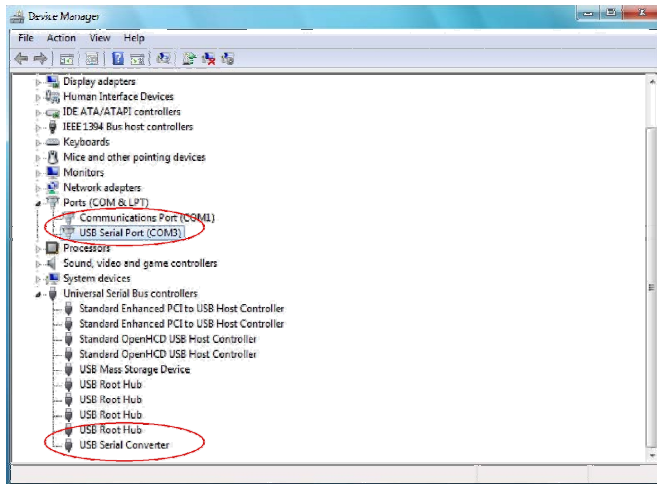 Device Manager
File Action View Help
Display adapters
Human Interface Devices
IDE ATA/ATAPI controllers
IEEE 1394 Bus host controllers
Keyboards
Mice and other pointing devices
Monitors
Network adapters
Ports (COM & LPT)
Communications Port (COM1)
USB Serial Port (COM3)
Processors
Sound, video and game controllers
System devices
Universal Serial Bus controllers
Standard Enhanced PCI to USB Host Controller
Standard Enhanced PCI to USB Host Controller
Standard OpenHCD USB Host Controller
Standard OpenHCD USB Host Controller
USB Mass Storage Device
USB Root Hub
USB Root Hub
USB Root Hub
USB Root Hub
USB Serial Converter